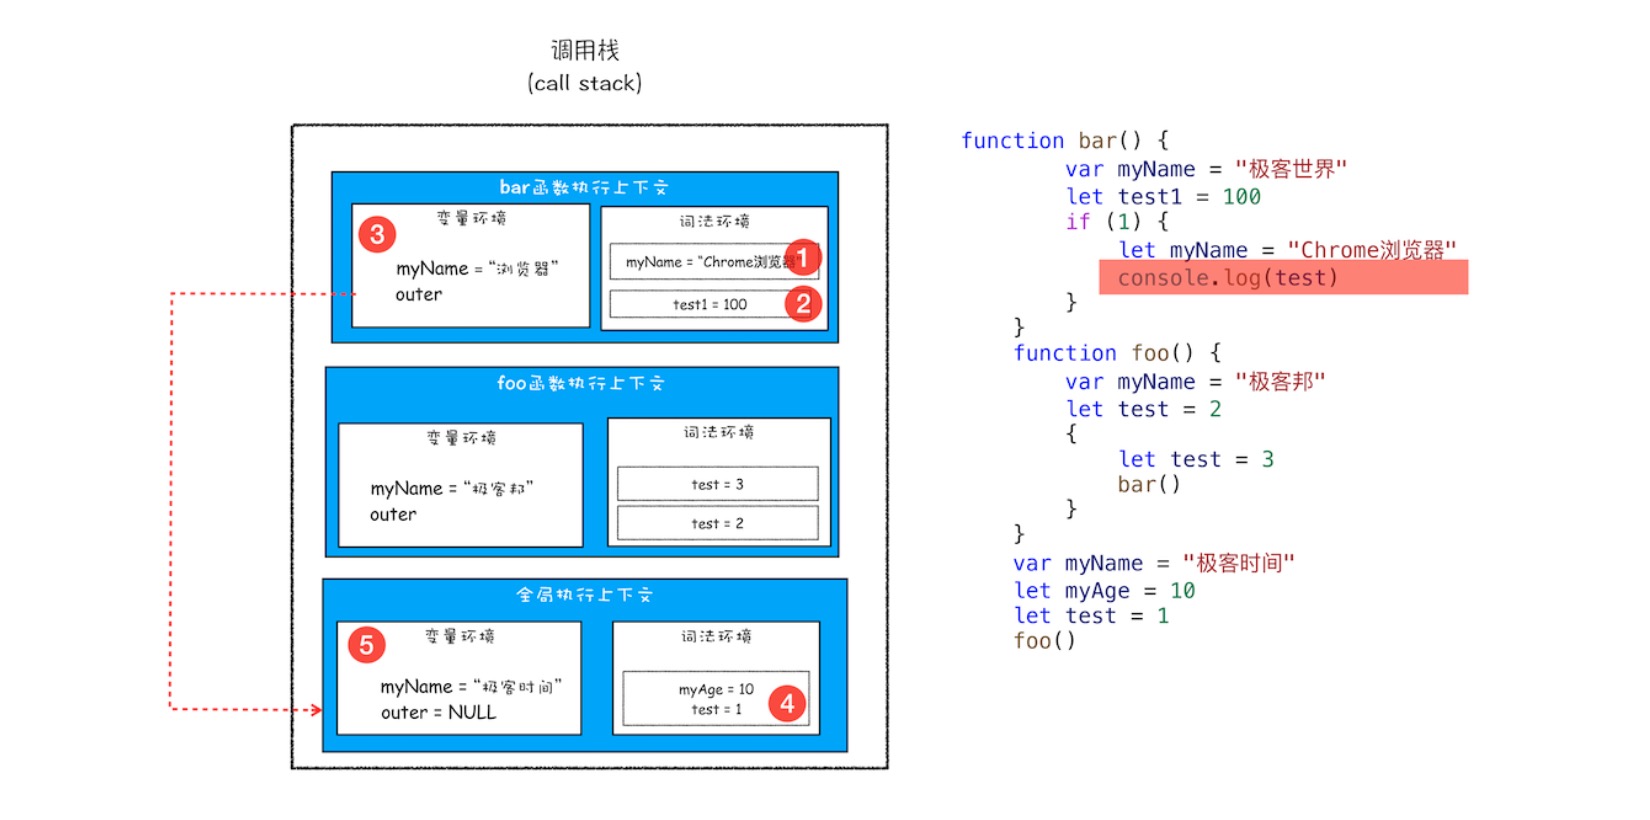 调用栈
(call stack)
bar函数执行上下文
变量环境
3
myName = “浏览器”
outer
词法环境
myName = “Chrome浏览器”
1
test1 = 100
2
foo函数执行上下文
变量环境
myName = “极客邦”
outer
词法环境
test = 3
test = 2
全局执行上下文
5
变量环境
myName = “极客时间”
outer = NULL
词法环境
myAge = 10
test = 1
4
function bar() {
var myName = "极客世界"
let test1 = 100
if (1) {
let myName = "Chrome浏览器"
console.log(test)
}
}
function foo() {
var myName = "极客邦"
let test = 2
{
let test = 3
bar()
}
}
var myName = "极客时间"
let myAge = 10
let test = 1
foo()